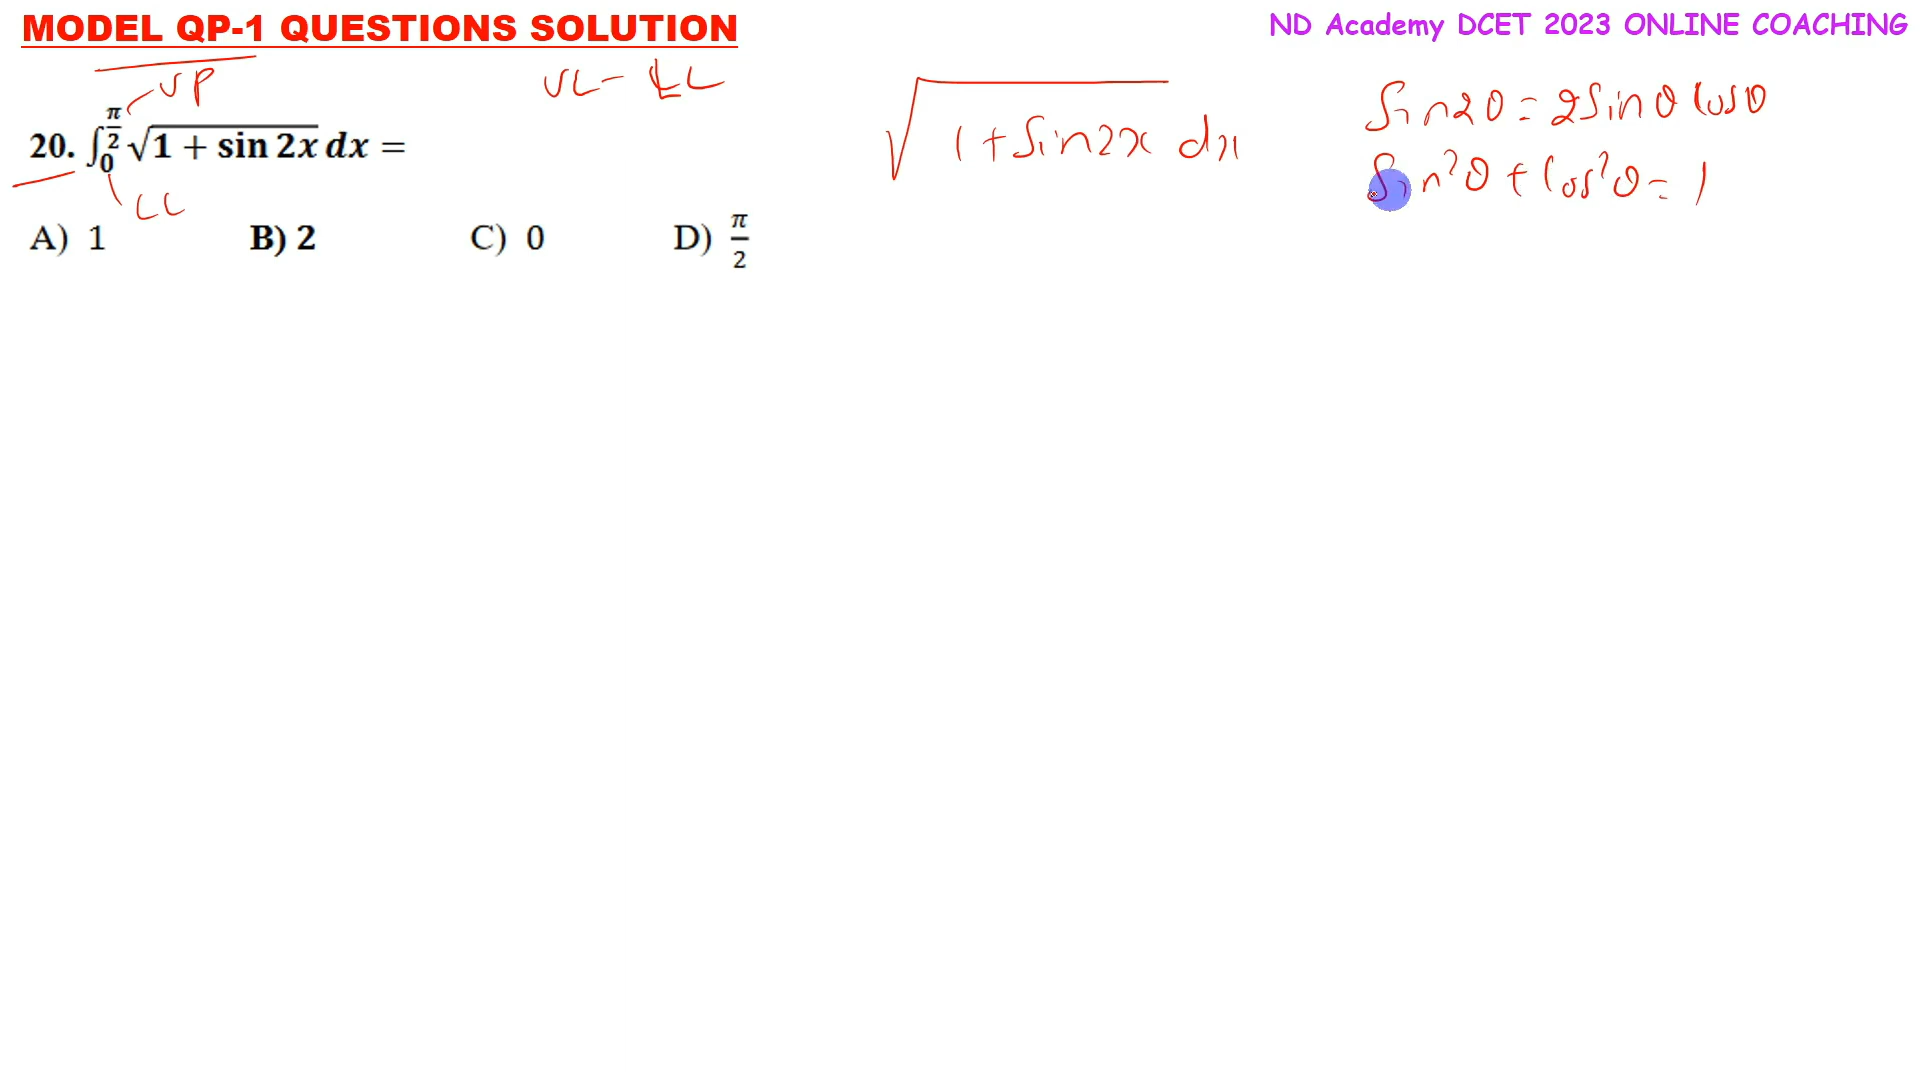 MODEL QP-1 QUESTIONS SOLUTION
ND Academy DCET 2023 ONLINE COACHING
UP
UL - LL
20. ∫₀^{π/2} √(1 + sin 2x) dx =
LL
A) 1 B) 2 C) 0 D) π/2
√(1 + Sin2x) dx
Sin2θ = 2Sinθ Cosθ
Sin²θ + Cos²θ = 1